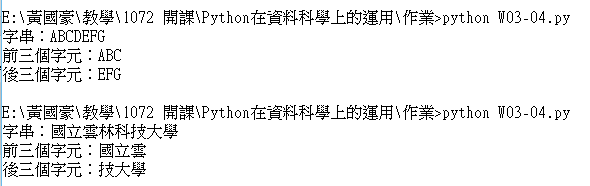 E:\黃國豪\教學\1072 開課\Python在資料科學上的運用\作業>python W03-04.py
字串：ABCDEFG
前三個字元：ABC
後三個字元：EFG
E:\黃國豪\教學\1072 開課\Python在資料科學上的運用\作業>python W03-04.py
字串：國立雲林科技大學
前三個字元：國立雲
後三個字元：技大學